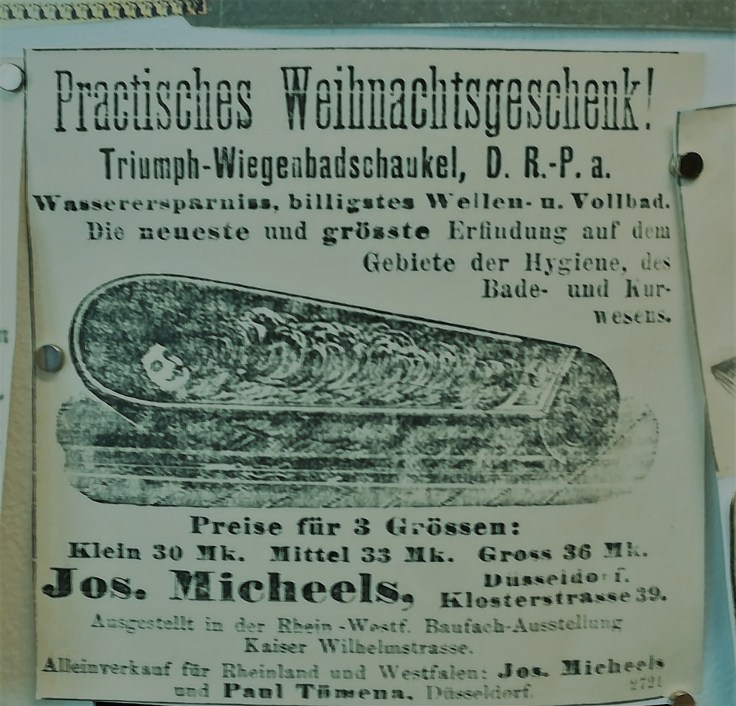 Practisches Weihnachtsgeschenk!
Triumph-Wiegenbadschaukel, D. R.-P. a.
Wasserersparniss, billigstes Wellen- u. Vollbad.
Die neueste und grösste Erfindung auf dem
Gebiete der Hygiene, des
Bade- und Kur-
wesens.
Preise für 3 Grössen:
Klein 30 Mk. Mittel 33 Mk. Gross 36 Mk.
Jos. Micheels, Düsseldorf.
Klosterstrasse 39.
Ausgestellt in der Rhein-Westf. Baufach-Ausstellung
Kaiser Wilhelmstrasse.
Alleinverkauf für Rheinland und Westfalen: Jos. Micheels
und Paul Tömena, Düsseldorf.